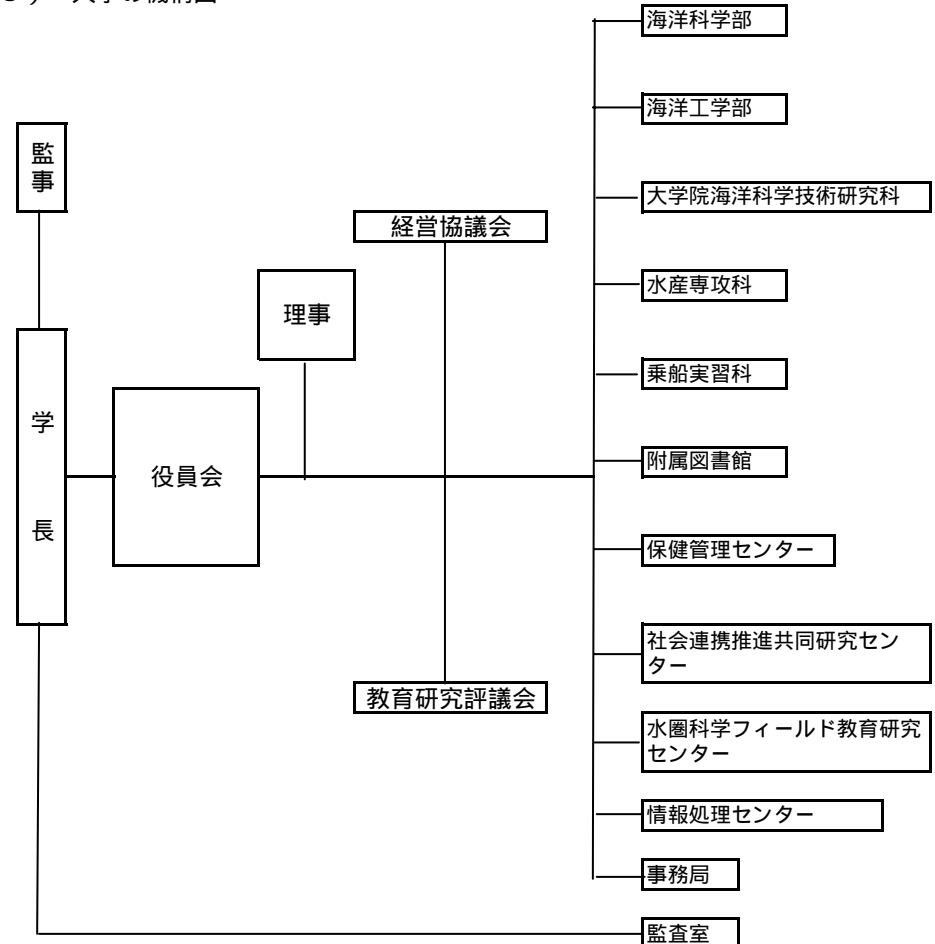 海洋科学部
海洋工学部
監事
大学院海洋科学技術研究科
経営協議会
水産専攻科
理事
乗船実習科
学長
附属図書館
役員会
保健管理センター
社会連携推進共同研究セン
ター
教育研究評議会
水圏科学フィールド教育研究
センター
情報処理センター
事務局
監査室